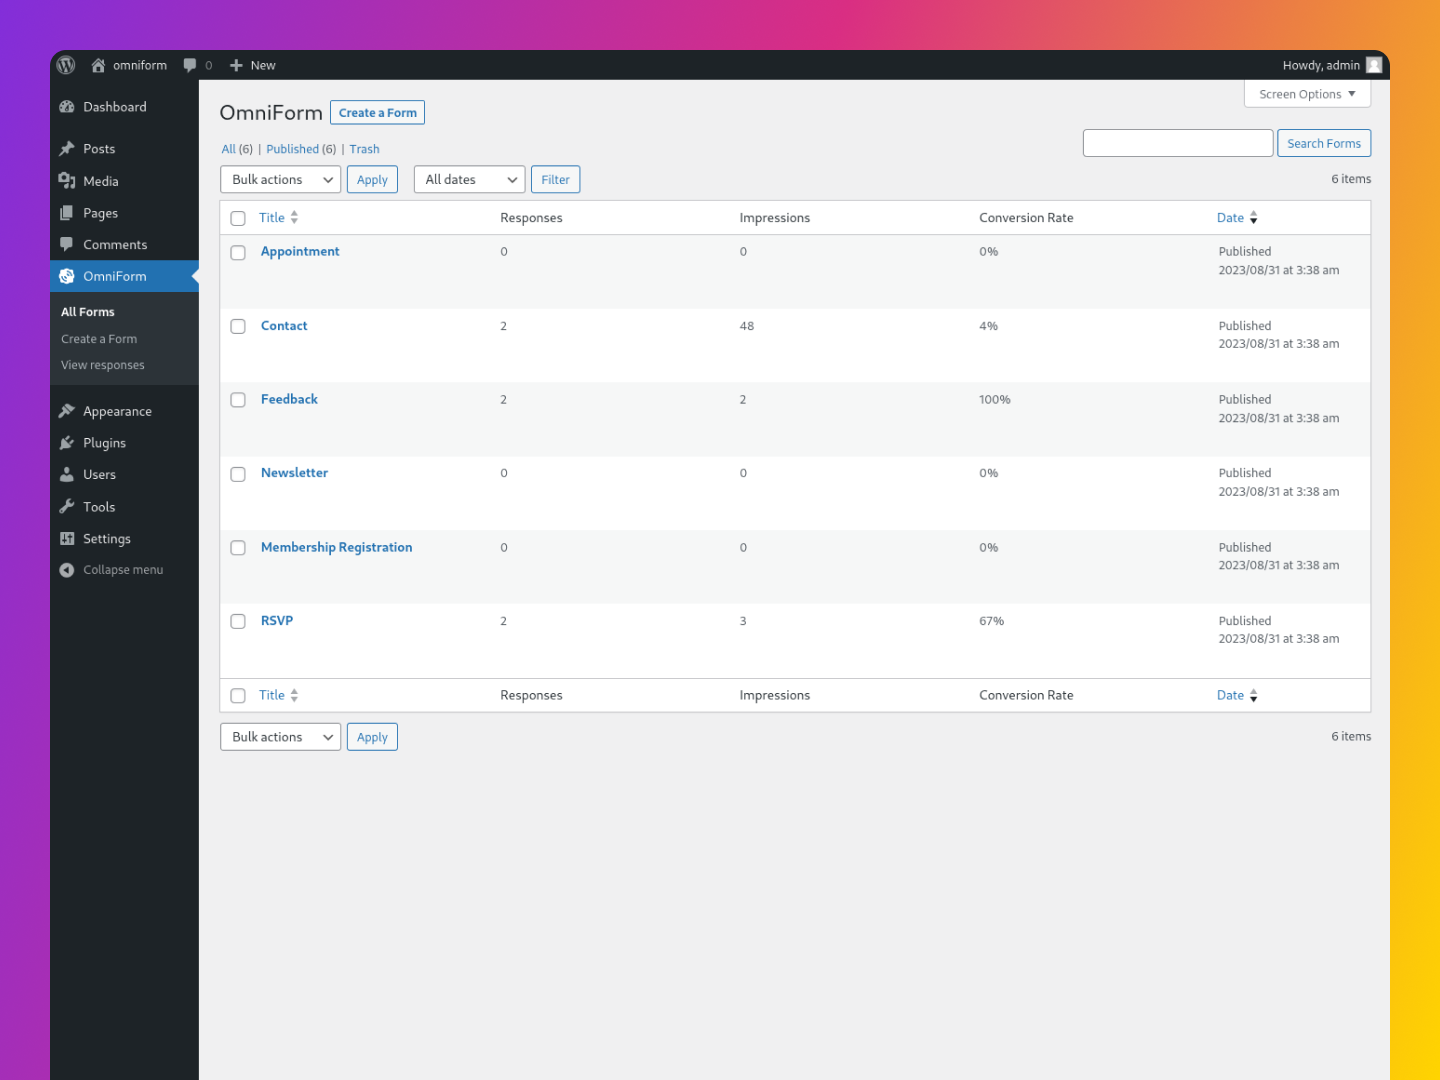 omniform 0 New Howdy, admin
Dashboard
Posts
Media
Pages
Comments
OmniForm
All Forms
Create a Form
View responses
Appearance
Plugins
Users
Tools
Settings
Collapse menu
Screen Options
OmniForm Create a Form
All (6) | Published (6) | Trash
Search Forms
Bulk actions Apply All dates Filter 6 items
Title Responses Impressions Conversion Rate Date
Appointment 0 0 0% Published
2023/08/31 at 3:38 am
Contact 2 48 4% Published
2023/08/31 at 3:38 am
Feedback 2 2 100% Published
2023/08/31 at 3:38 am
Newsletter 0 0 0% Published
2023/08/31 at 3:38 am
Membership Registration 0 0 0% Published
2023/08/31 at 3:38 am
RSVP 2 3 67% Published
2023/08/31 at 3:38 am
Title Responses Impressions Conversion Rate Date
Bulk actions Apply 6 items